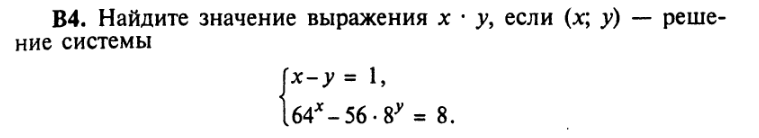 B4. Найдите значение выражения x · y, если (x; y) — реше-
ние системы
{x – y = 1,
64^x – 56 · 8^y = 8.